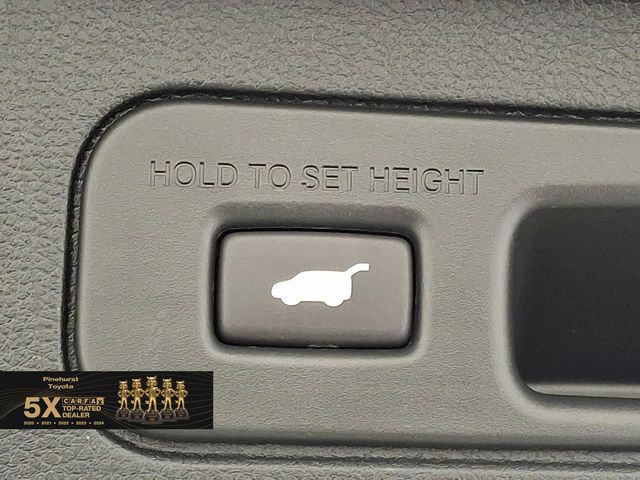 HOLD TO SET HEIGHT
Pinehurst
Toyota
5X
CARFAX
TOP-RATED
DEALER
2020 • 2021 • 2022 • 2023 • 2024